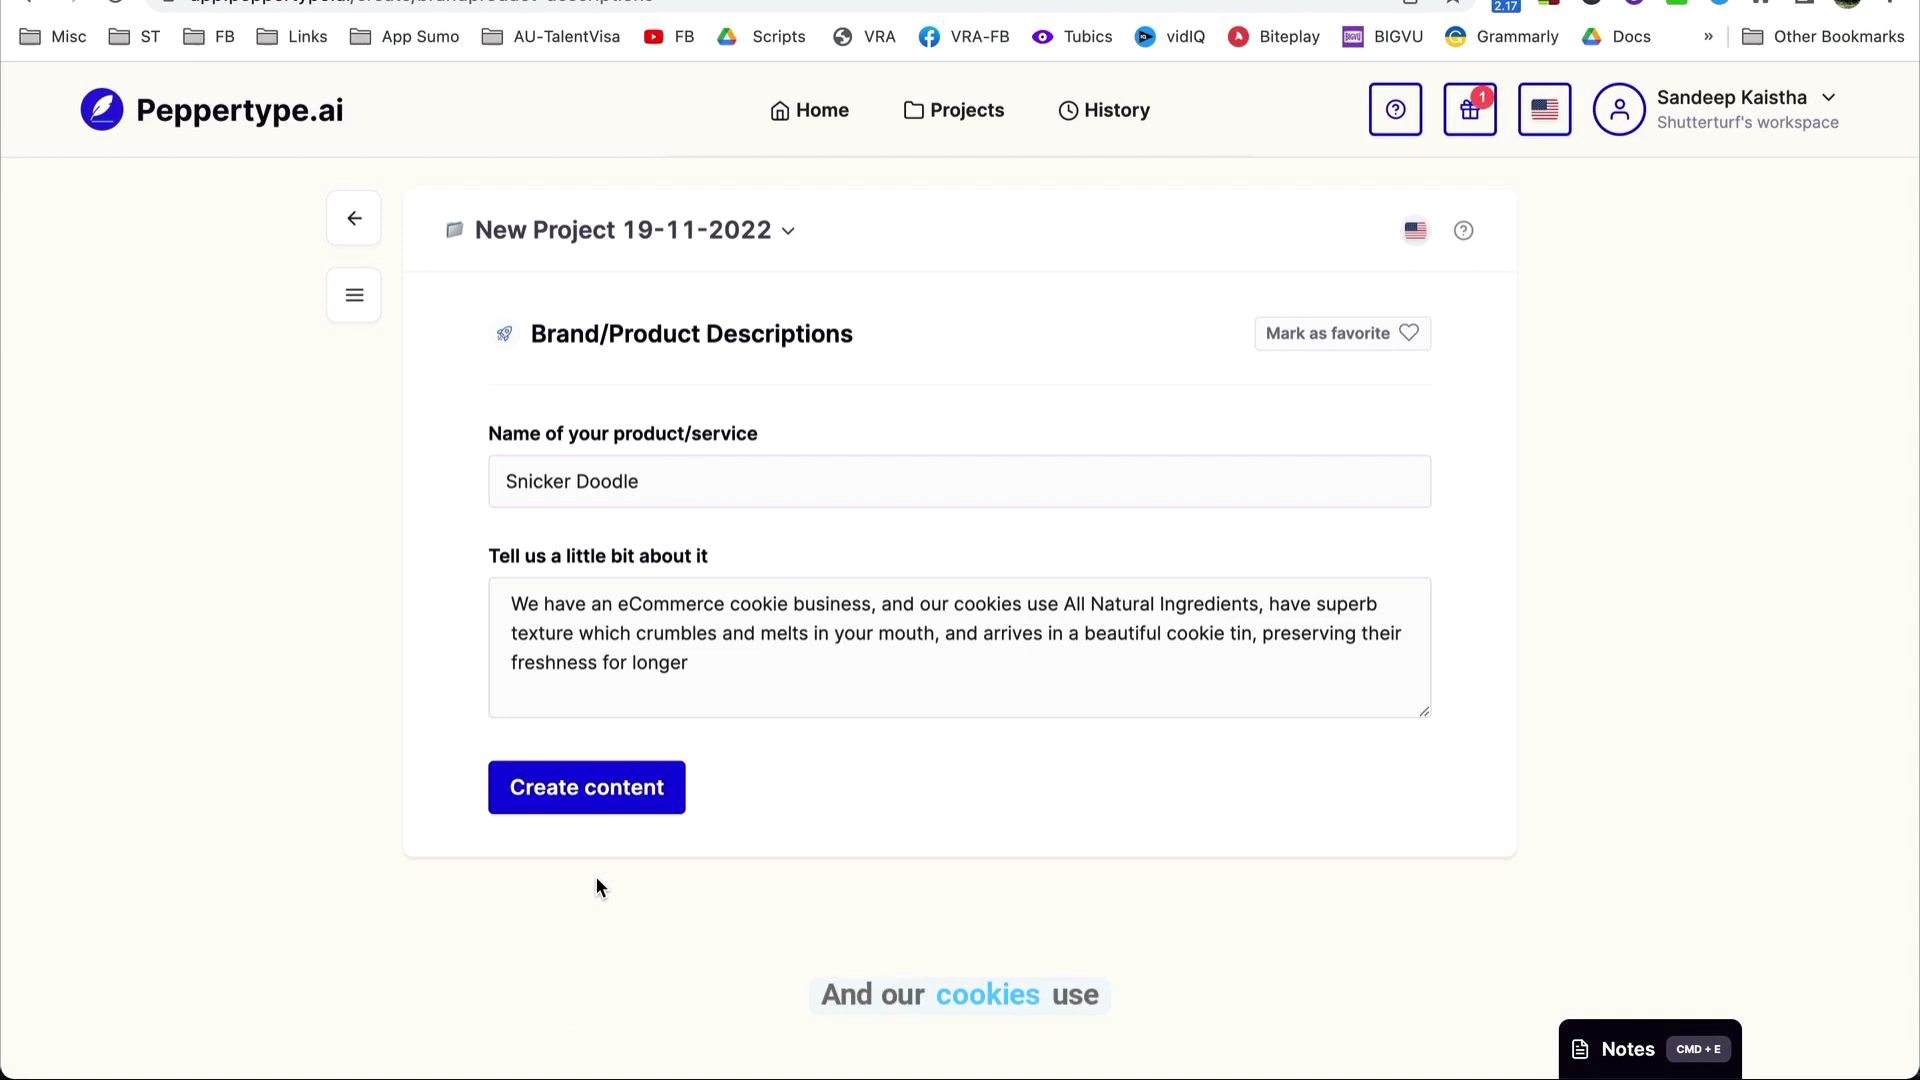 2.17
Misc ST FB Links App Sumo AU-TalentVisa FB Scripts VRA VRA-FB Tubics vidIQ Biteplay BIGVU BIGVU Grammarly Docs » Other Bookmarks
Peppertype.ai
Home Projects History
1
Sandeep Kaistha
Shutterturf's workspace
New Project 19-11-2022
Brand/Product Descriptions
Mark as favorite
Name of your product/service
Snicker Doodle
Tell us a little bit about it
We have an eCommerce cookie business, and our cookies use All Natural Ingredients, have superb
texture which crumbles and melts in your mouth, and arrives in a beautiful cookie tin, preserving their
freshness for longer
Create content
And our cookies use
Notes CMD + E